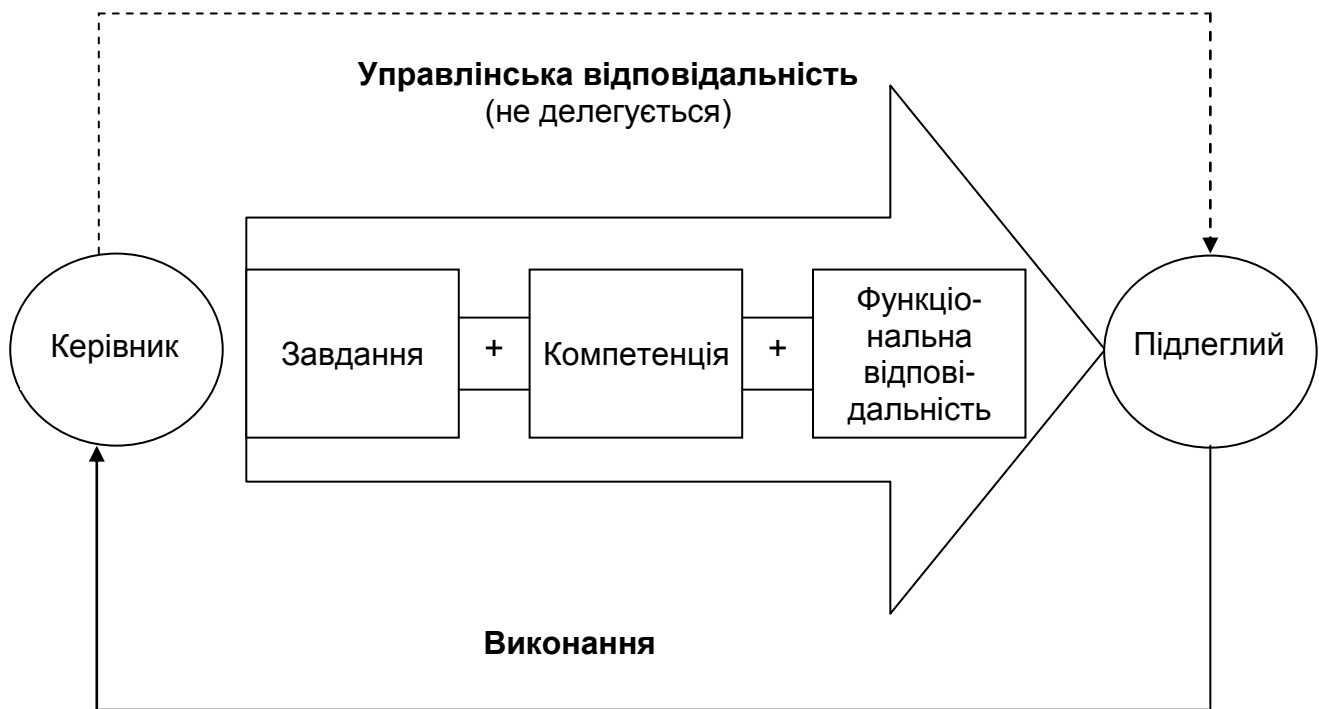 Управлінська відповідальність
(не делегується)
Керівник
Завдання
+
Компетенція
+
Функціо-
нальна
відпові-
дальність
Підлеглий
Виконання